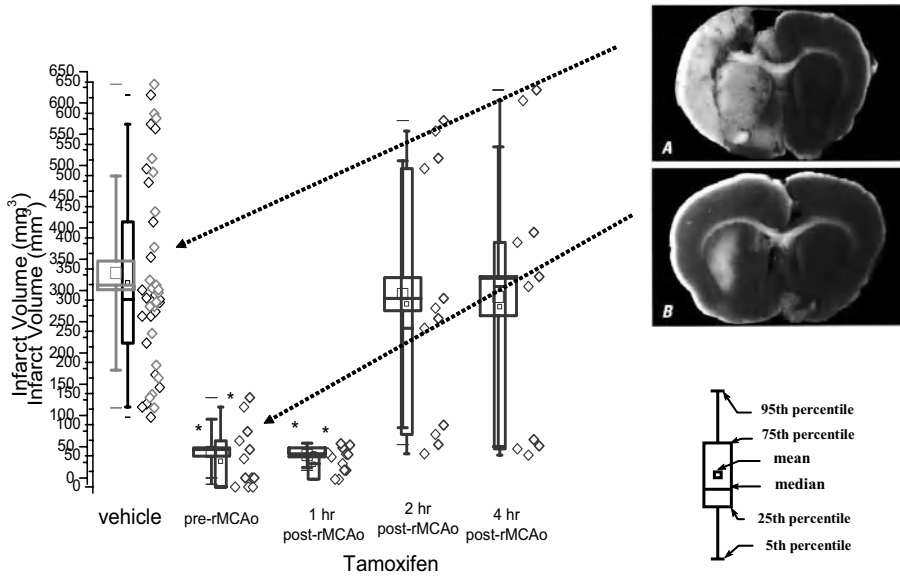 650
650
600
600
550
550
500
500
450
450
400
400
350
350
300
300
250
250
200
200
150
150
100
100
50
50
0
0
Infarct Volume (mm³)
Infarct Volume (mm³)
*
*
*
*
vehicle
pre-rMCAo
1 hr
post-rMCAo
2 hr
post-rMCAo
4 hr
post-rMCAo
Tamoxifen
A
B
95th percentile
75th percentile
mean
median
25th percentile
5th percentile